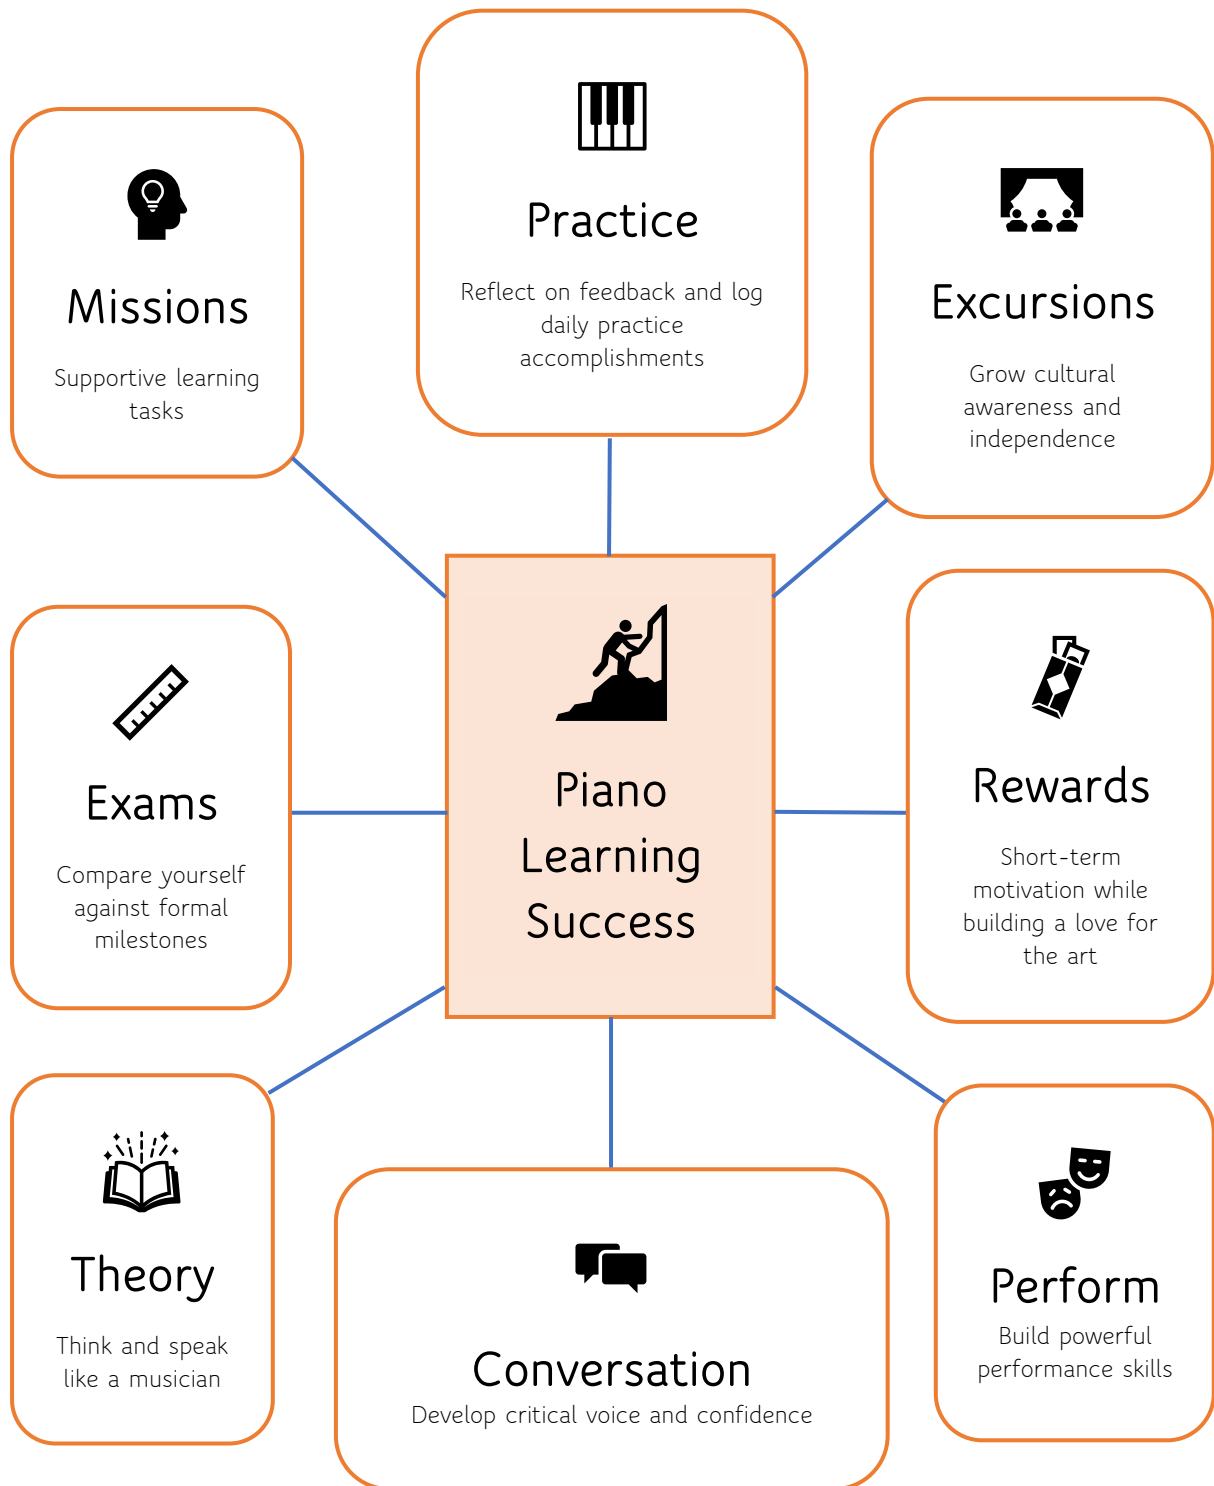 Practice
Reflect on feedback and log
daily practice
accomplishments
Missions
Supportive learning
tasks
Excursions
Grow cultural
awareness and
independence
Piano
Learning
Success
Exams
Compare yourself
against formal
milestones
Rewards
Short-term
motivation while
building a love for
the art
Theory
Think and speak
like a musician
Conversation
Develop critical voice and confidence
Perform
Build powerful
performance skills